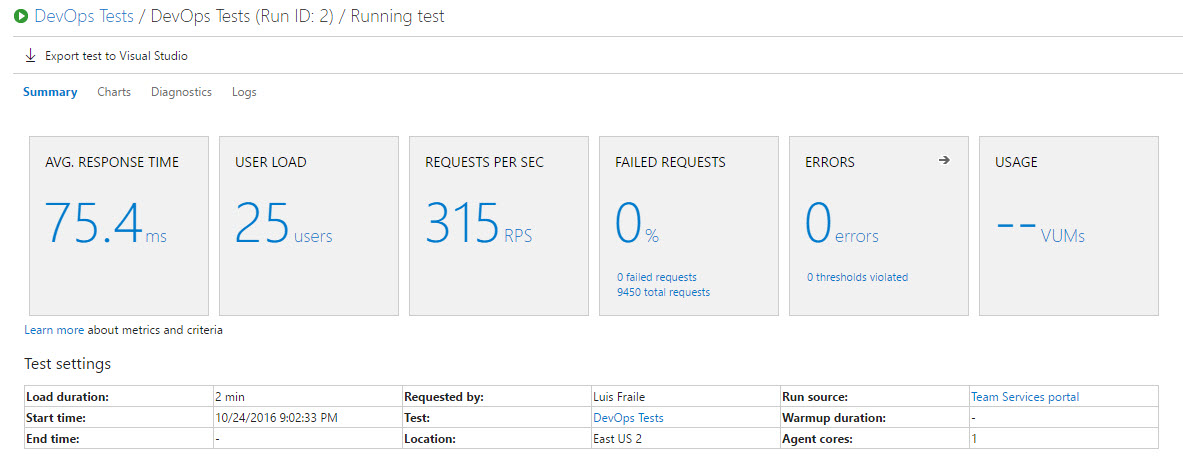 DevOps Tests / DevOps Tests (Run ID: 2) / Running test
Export test to Visual Studio
Summary Charts Diagnostics Logs
AVG. RESPONSE TIME
75.4 ms
USER LOAD
25 users
REQUESTS PER SEC
315 RPS
FAILED REQUESTS
0 %
0 failed requests
9450 total requests
ERRORS
0 errors
0 thresholds violated
USAGE
-- VUMs
Learn more about metrics and criteria
Test settings
Load duration: 2 min Requested by: Luis Fraile Run source: Team Services portal
Start time: 10/24/2016 9:02:33 PM Test: DevOps Tests Warmup duration: -
End time: - Location: East US 2 Agent cores: 1